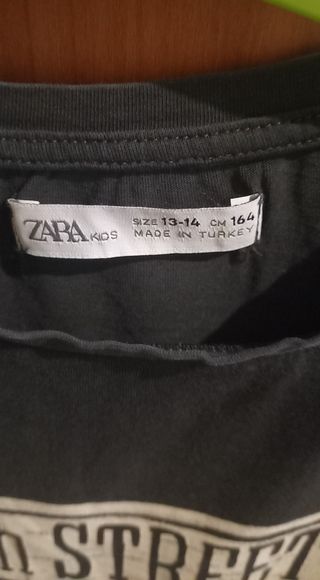 ZARA KIDS SIZE 13-14 CM 164
MADE IN TURKEY
STREET